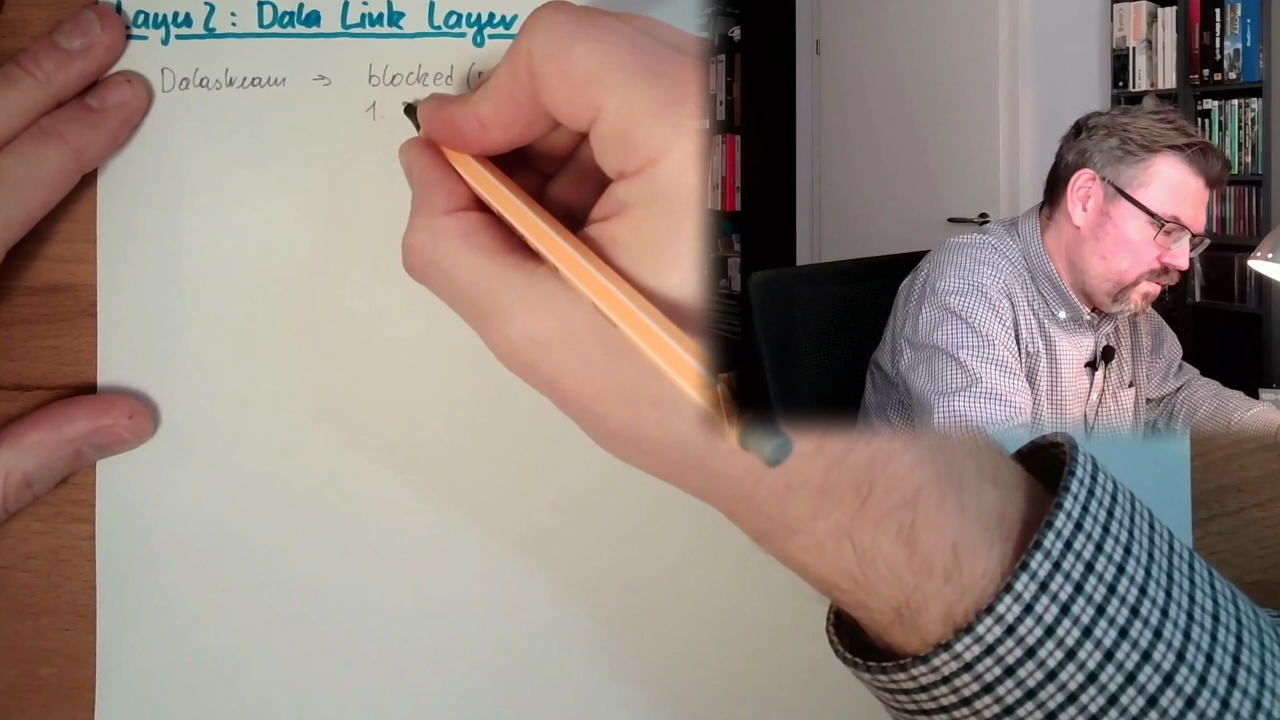 Layer 2 : Data Link Layer
Datastream → blocked (
1.